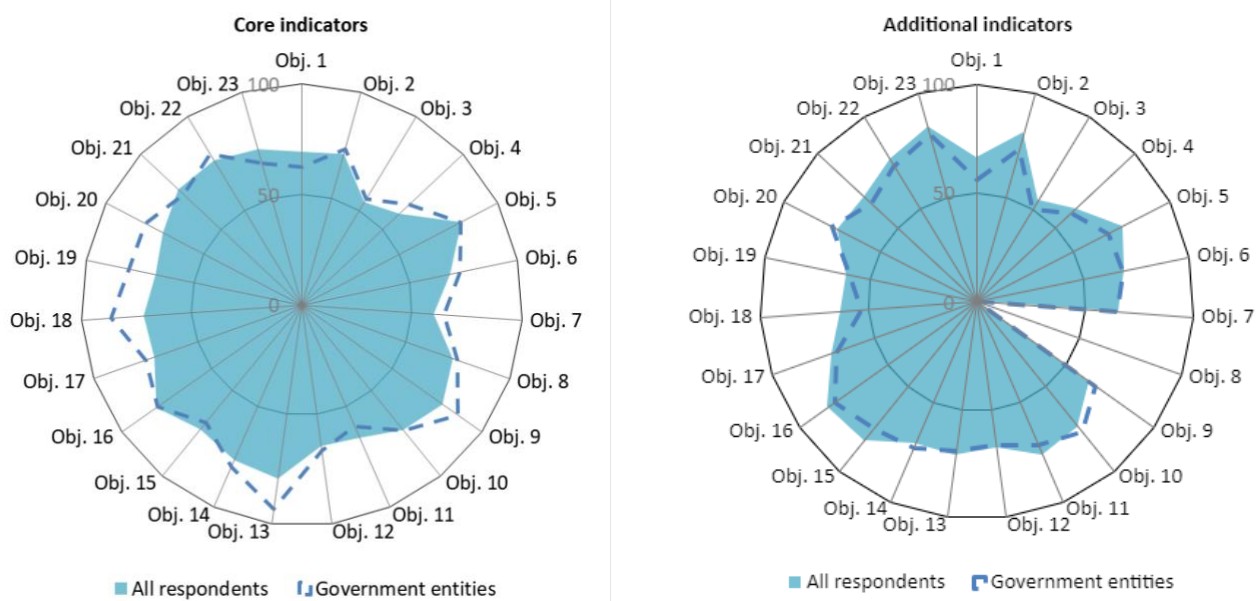 Core indicators
Obj. 1
Obj. 2
Obj. 3
Obj. 4
Obj. 5
Obj. 6
Obj. 7
Obj. 8
Obj. 9
Obj. 10
Obj. 11
Obj. 12
Obj. 13
Obj. 14
Obj. 15
Obj. 16
Obj. 17
Obj. 18
Obj. 19
Obj. 20
Obj. 21
Obj. 22
Obj. 23
100
50
0
All respondents
Government entities
Additional indicators
Obj. 1
Obj. 2
Obj. 3
Obj. 4
Obj. 5
Obj. 6
Obj. 7
Obj. 8
Obj. 9
Obj. 10
Obj. 11
Obj. 12
Obj. 13
Obj. 14
Obj. 15
Obj. 16
Obj. 17
Obj. 18
Obj. 19
Obj. 20
Obj. 21
Obj. 22
Obj. 23
100
50
0
All respondents
Government entities